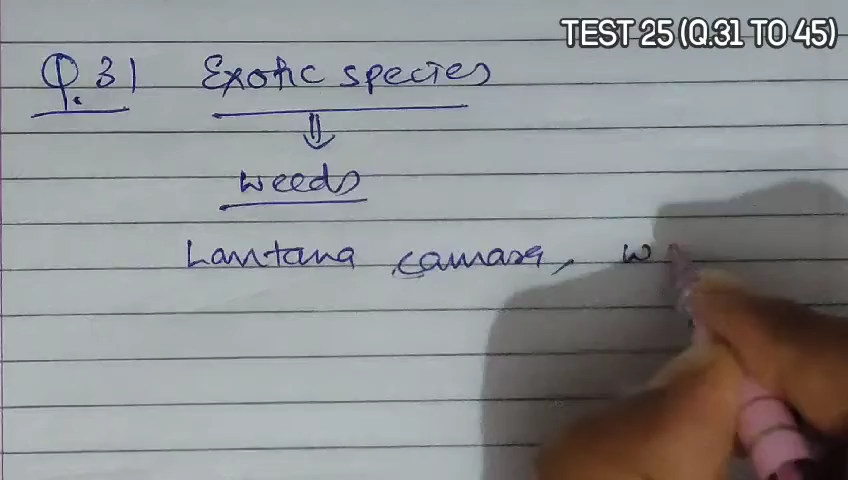 TEST 25 (Q.31 TO 45)
Q.31 Exotic species
⇓
weeds
Lantana camara, w